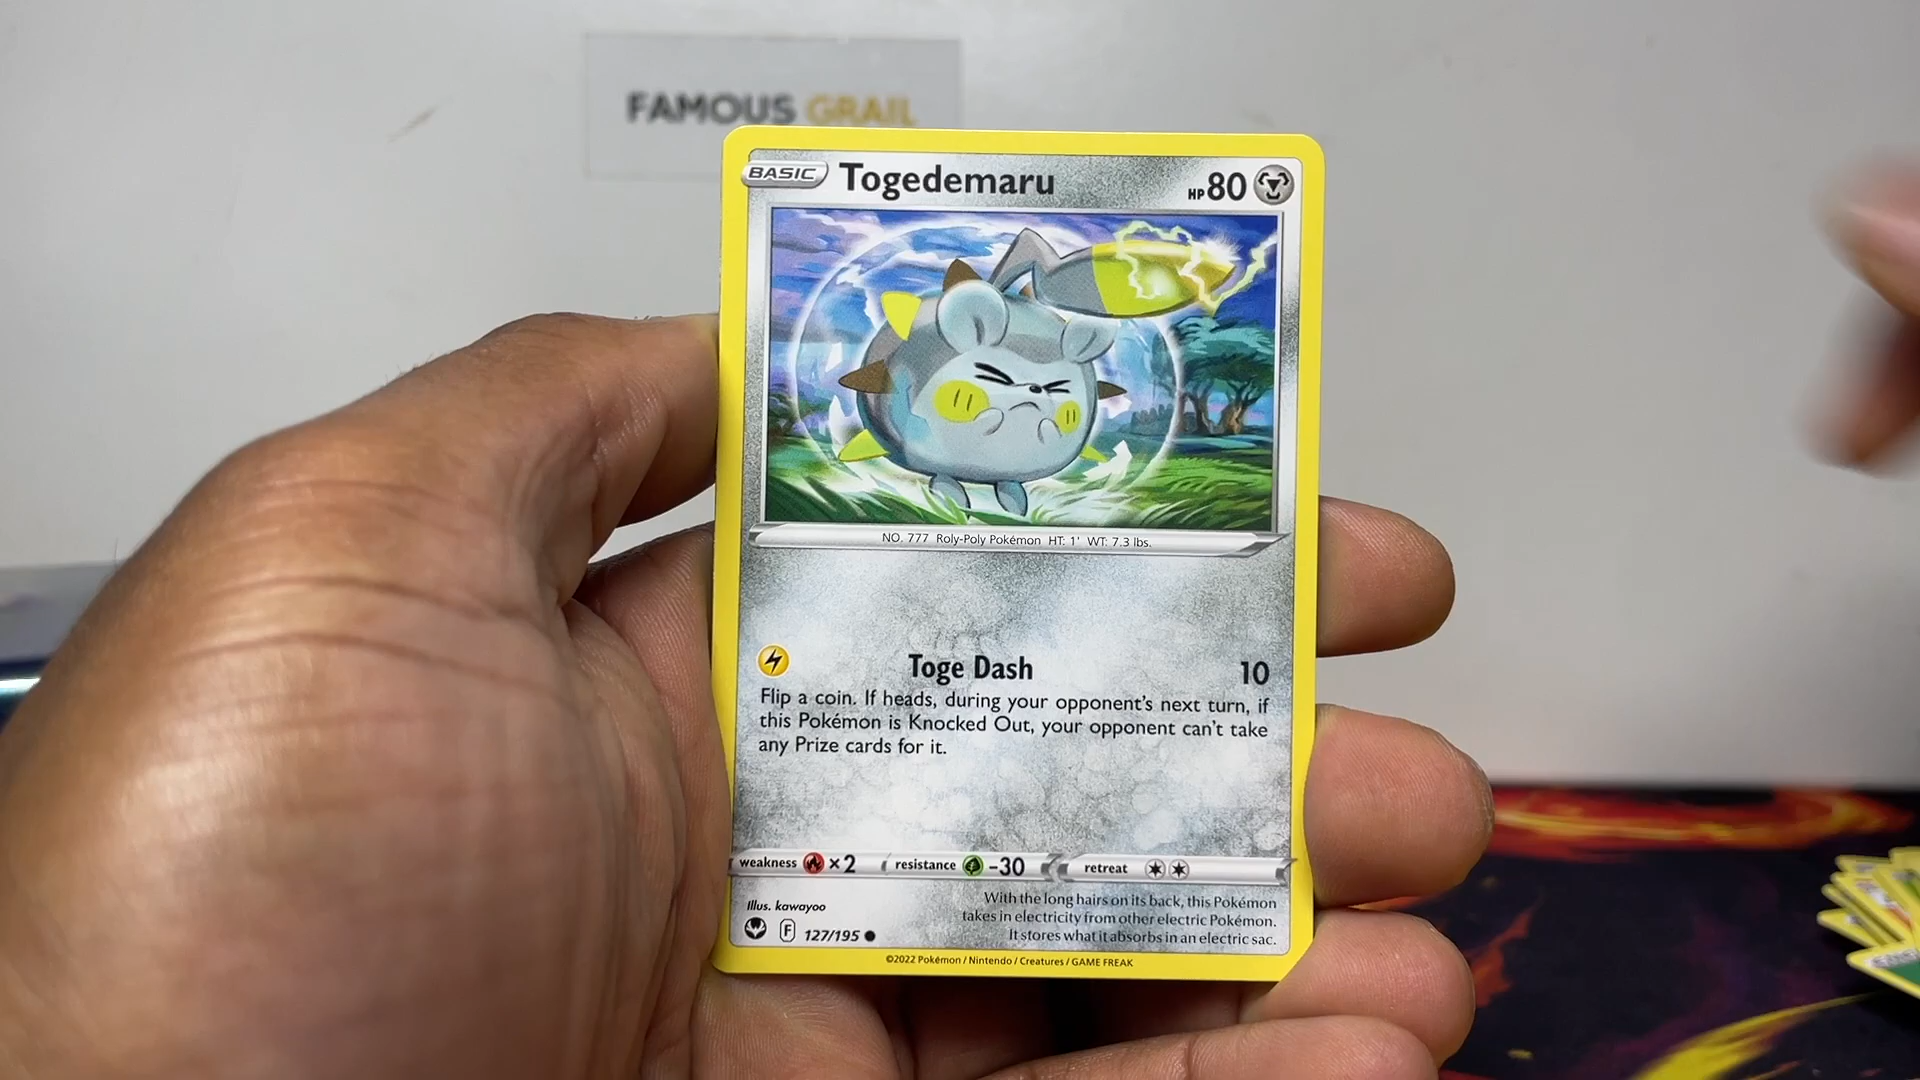 FAMOUS GRAIL
BASIC Togedemaru HP 80
NO. 777 Roly-Poly Pokémon HT: 1' WT: 7.3 lbs.
Toge Dash 10
Flip a coin. If heads, during your opponent's next turn, if
this Pokémon is Knocked Out, your opponent can't take
any Prize cards for it.
weakness ×2 resistance -30 retreat
Illus. kawayoo
F 127/195
With the long hairs on its back, this Pokémon
takes in electricity from other electric Pokémon.
It stores what it absorbs in an electric sac.
©2022 Pokémon / Nintendo / Creatures / GAME FREAK